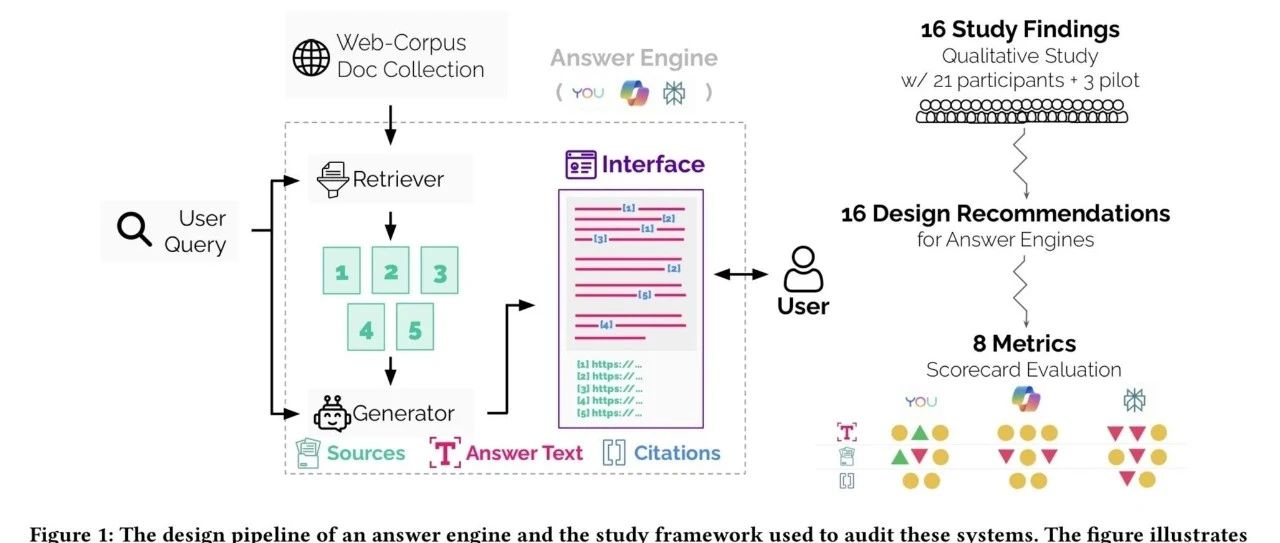 Web-Corpus
Doc Collection
Answer Engine
( YOU )
Retriever
User
Query
1 2 3
4 5
Generator
Interface
[1]
[2]
[1]
[3]
[2]
[5]
[4]
[1] https://...
[2] https://...
[3] https://...
[4] https://...
[5] https://...
Sources
T Answer Text
[ ] Citations
User
16 Study Findings
Qualitative Study
w/ 21 participants + 3 pilot
16 Design Recommendations
for Answer Engines
8 Metrics
Scorecard Evaluation
YOU
T
[ ]
Figure 1: The design pipeline of an answer engine and the study framework used to audit these systems. The figure illustrates